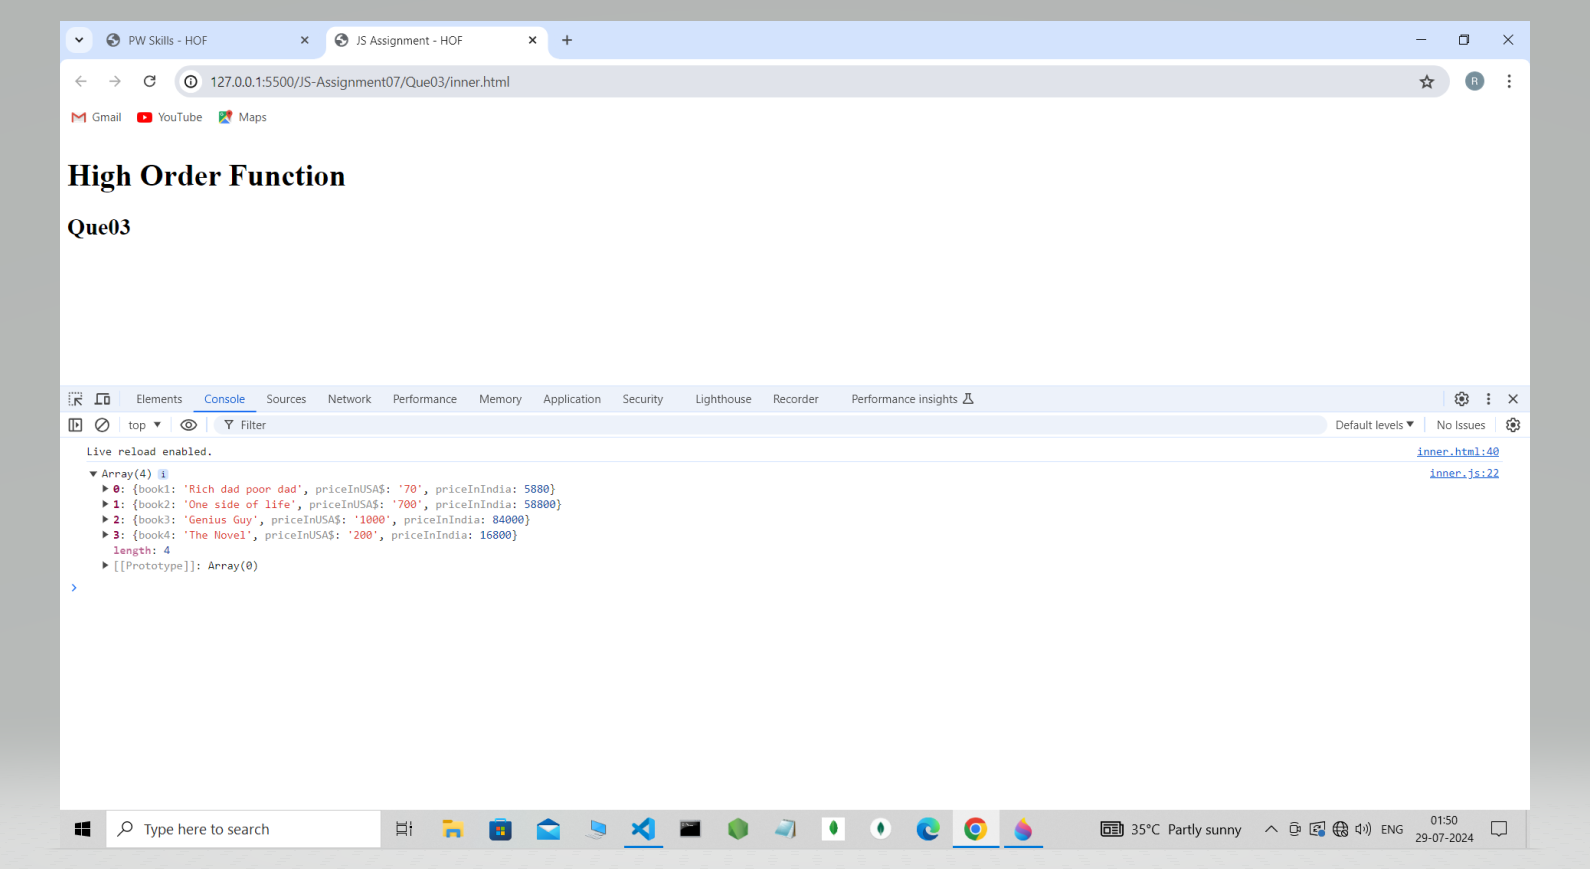 PW Skills - HOF
JS Assignment - HOF
127.0.0.1:5500/JS-Assignment07/Que03/inner.html
R
Gmail YouTube Maps
High Order Function
Que03
Elements Console Sources Network Performance Memory Application Security Lighthouse Recorder Performance insights
top Filter Default levels No Issues
Live reload enabled. inner.html:40
Array(4) i inner.js:22
0: {book1: 'Rich dad poor dad', priceInUSA$: '70', priceInIndia: 5880}
1: {book2: 'One side of life', priceInUSA$: '700', priceInIndia: 58800}
2: {book3: 'Genius Guy', priceInUSA$: '1000', priceInIndia: 84000}
3: {book4: 'The Novel', priceInUSA$: '200', priceInIndia: 16800}
length: 4
[[Prototype]]: Array(0)
Type here to search 35°C Partly sunny ENG 01:50
29-07-2024